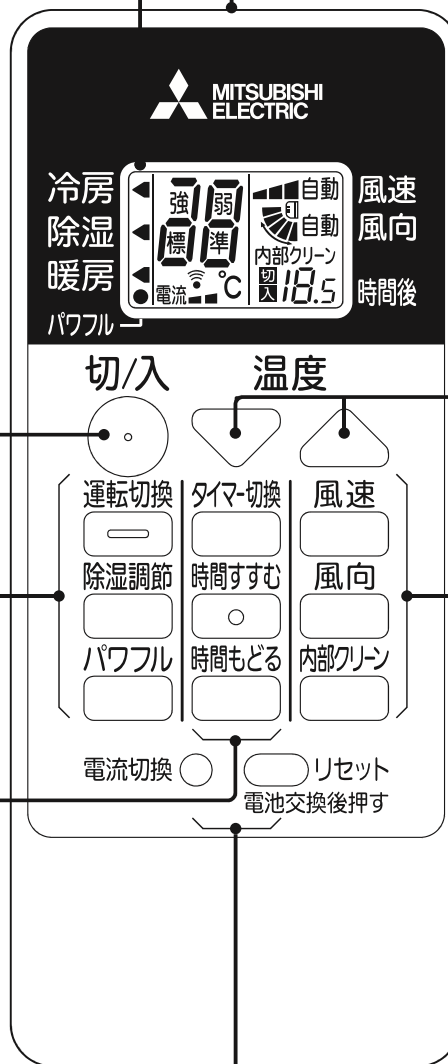 MITSUBISHI
ELECTRIC
冷房
除湿
暖房
パワフル
強 弱
標 準
電流 ℃
自動 風速
自動 風向
内部クリーン
切
入 18.5 時間後
切/入 温度
運転切換 タイマー切換 風速
除湿調節 時間すすむ 風向
パワフル 時間もどる 内部クリーン
電流切換 リセット
電池交換後押す